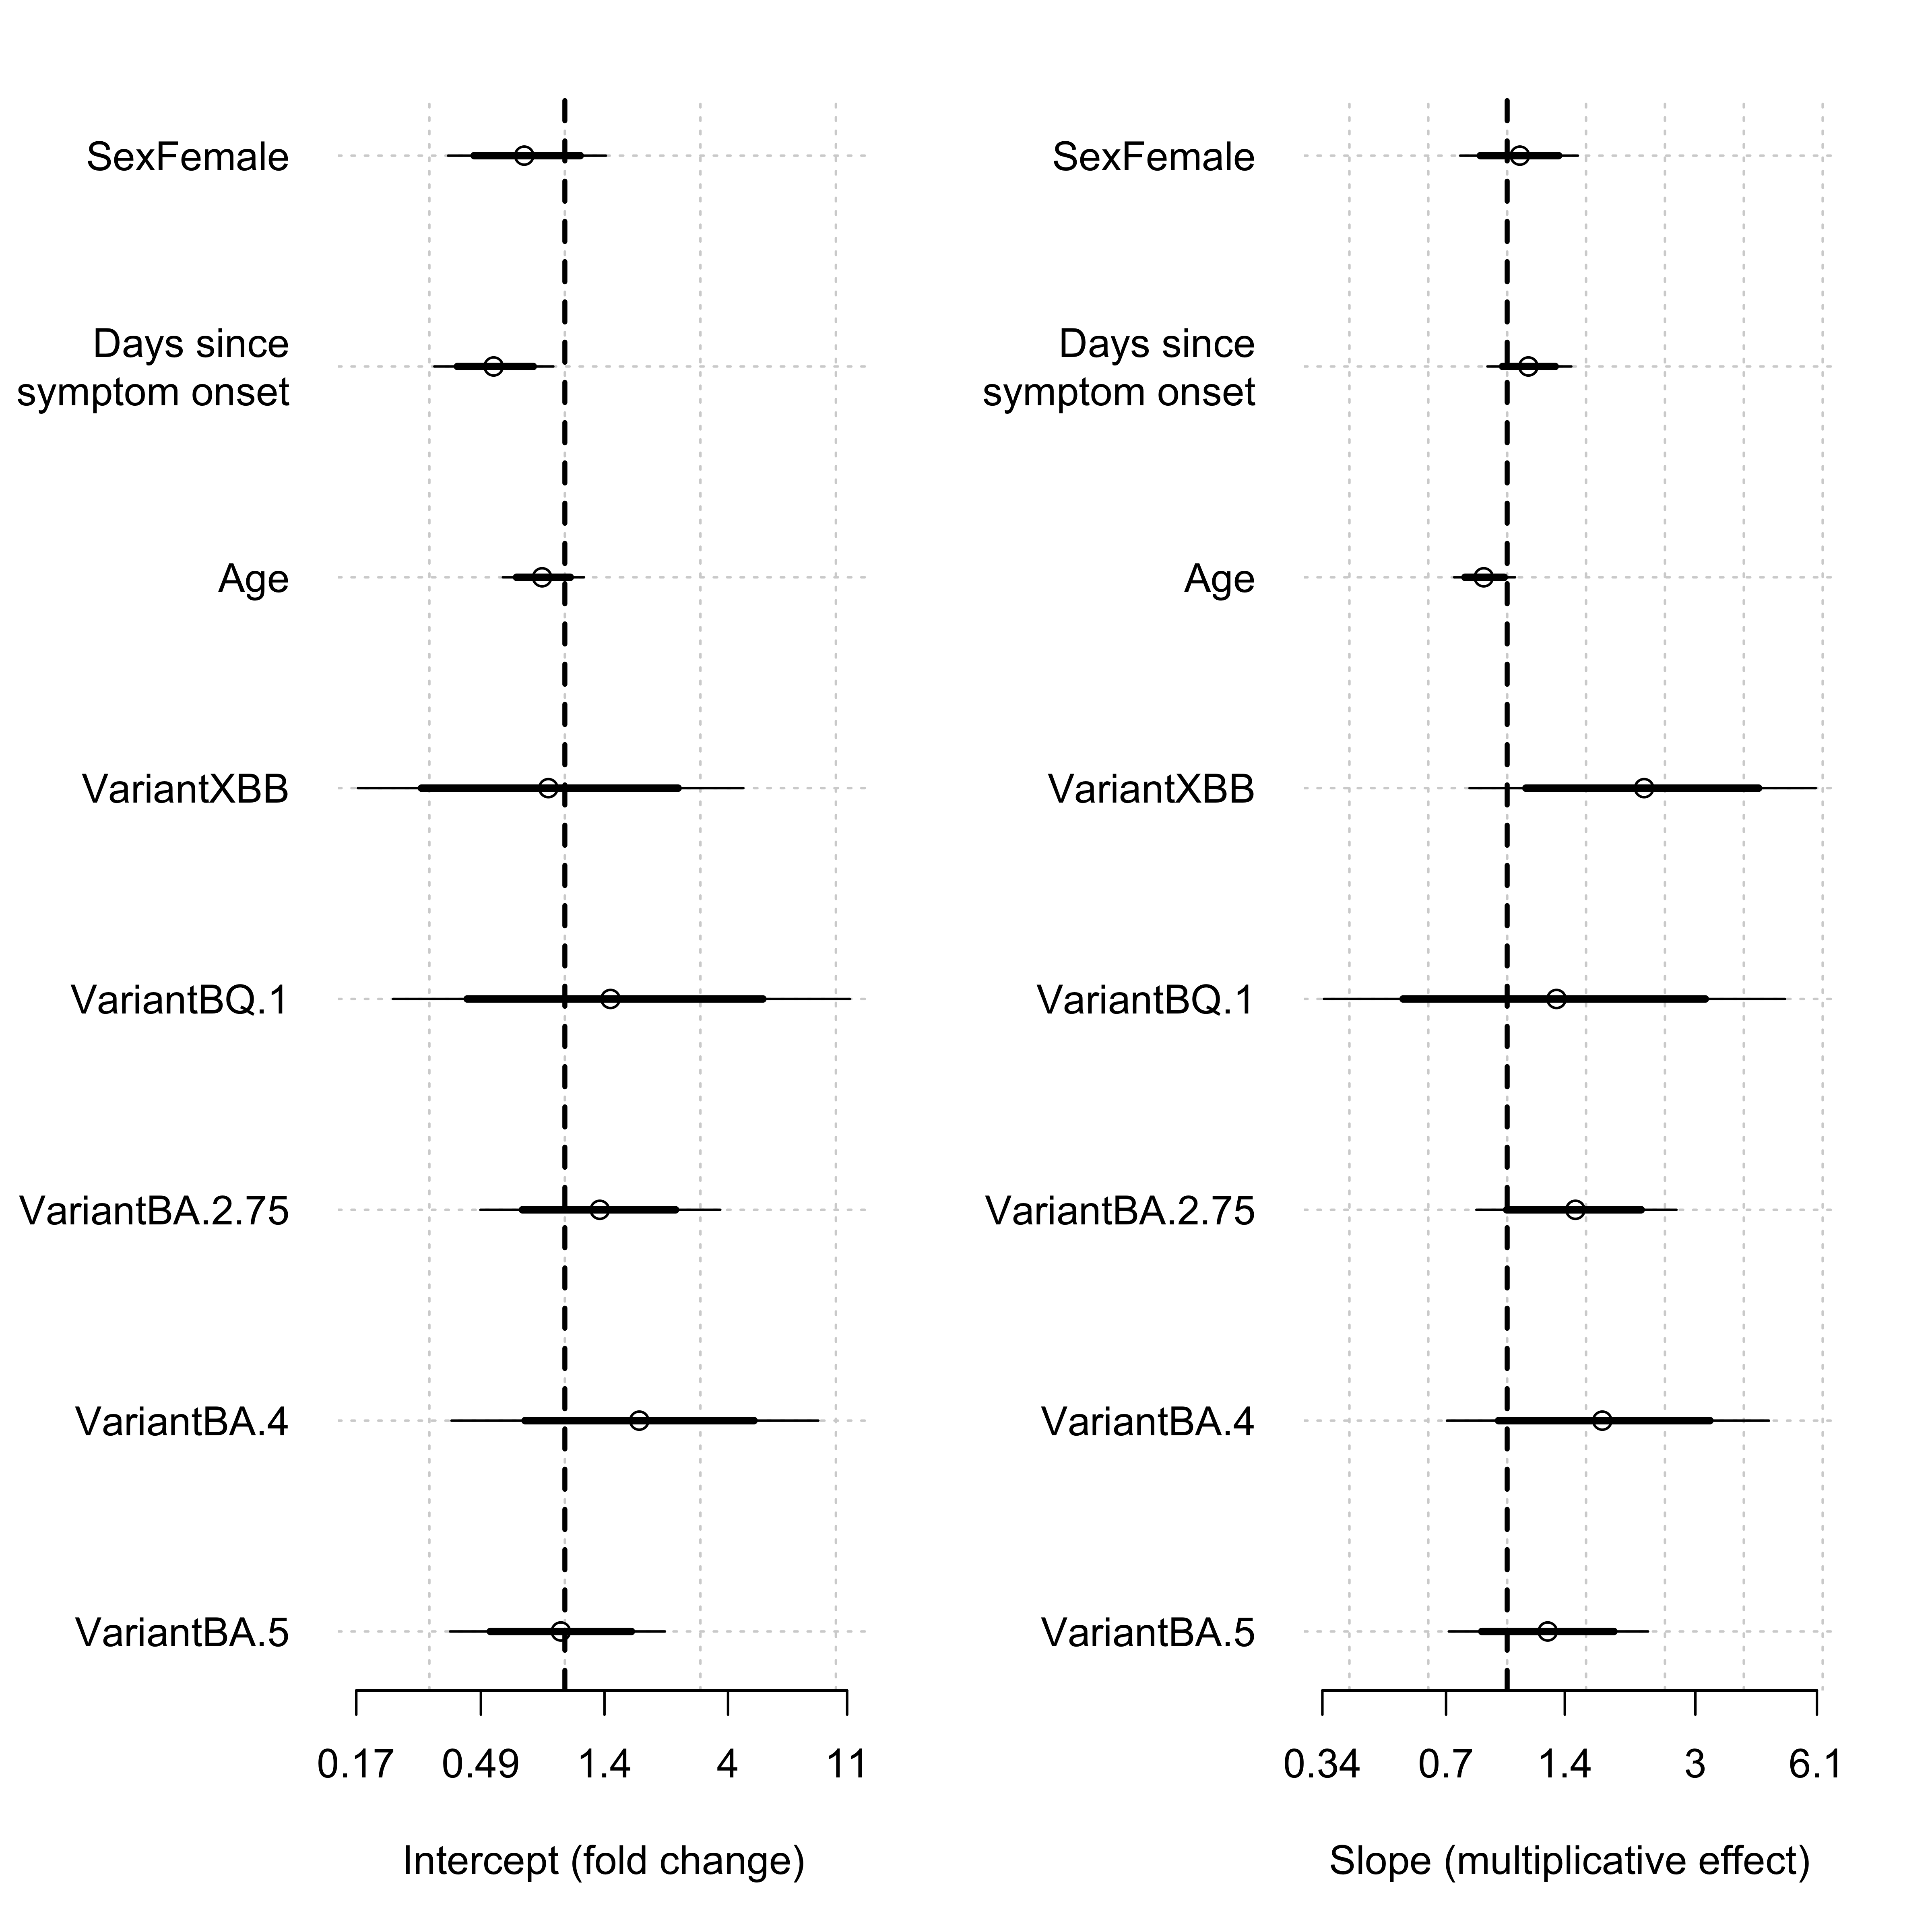 SexFemale
Days since
symptom onset
Age
VariantXBB
VariantBQ.1
VariantBA.2.75
VariantBA.4
VariantBA.5
0.17 0.49 1.4 4 11
Intercept (fold change)
SexFemale
Days since
symptom onset
Age
VariantXBB
VariantBQ.1
VariantBA.2.75
VariantBA.4
VariantBA.5
0.34 0.7 1.4 3 6.1
Slope (multiplicative effect)